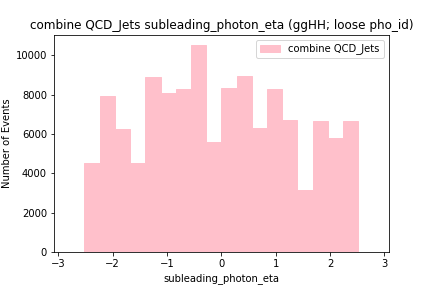 combine QCD_Jets subleading_photon_eta (ggHH; loose pho_id)
combine QCD_Jets
Number of Events
10000
8000
6000
4000
2000
0
−3 −2 −1 0 1 2 3
subleading_photon_eta